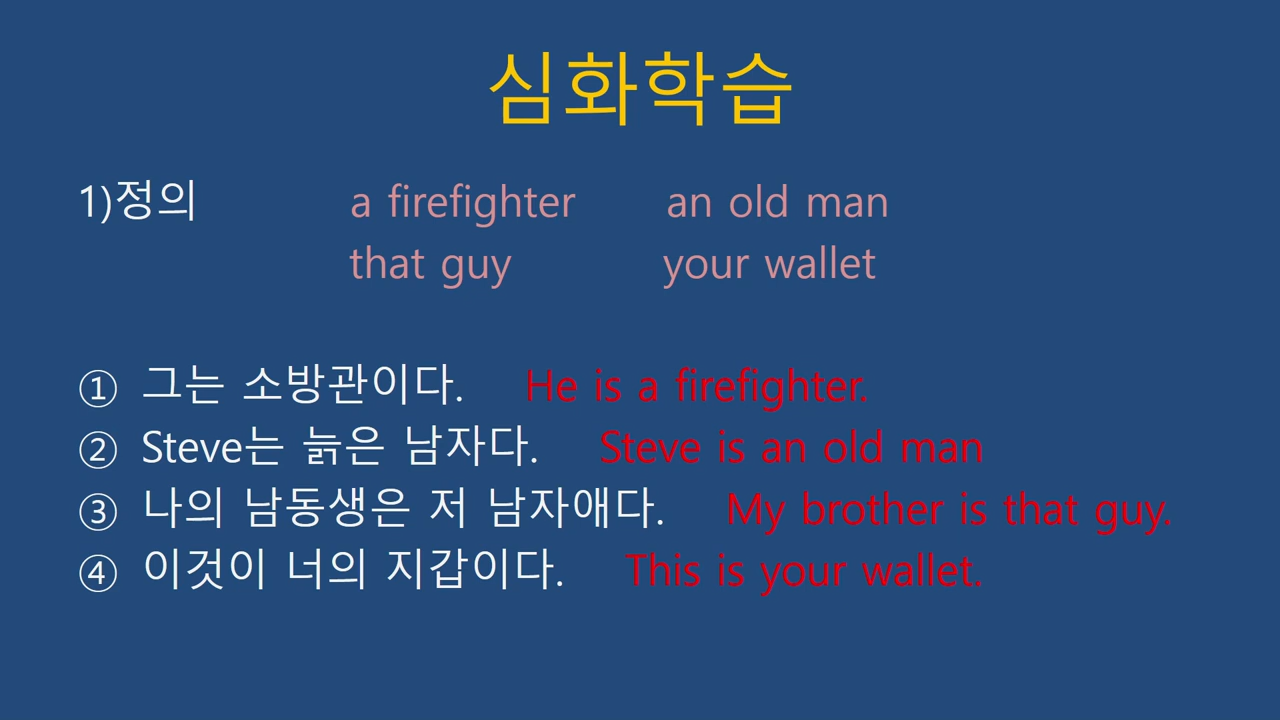 심화학습
1)정의 a firefighter an old man
that guy your wallet
① 그는 소방관이다. He is a firefighter.
② Steve는 늙은 남자다. Steve is an old man
③ 나의 남동생은 저 남자애다. My brother is that guy.
④ 이것이 너의 지갑이다. This is your wallet.